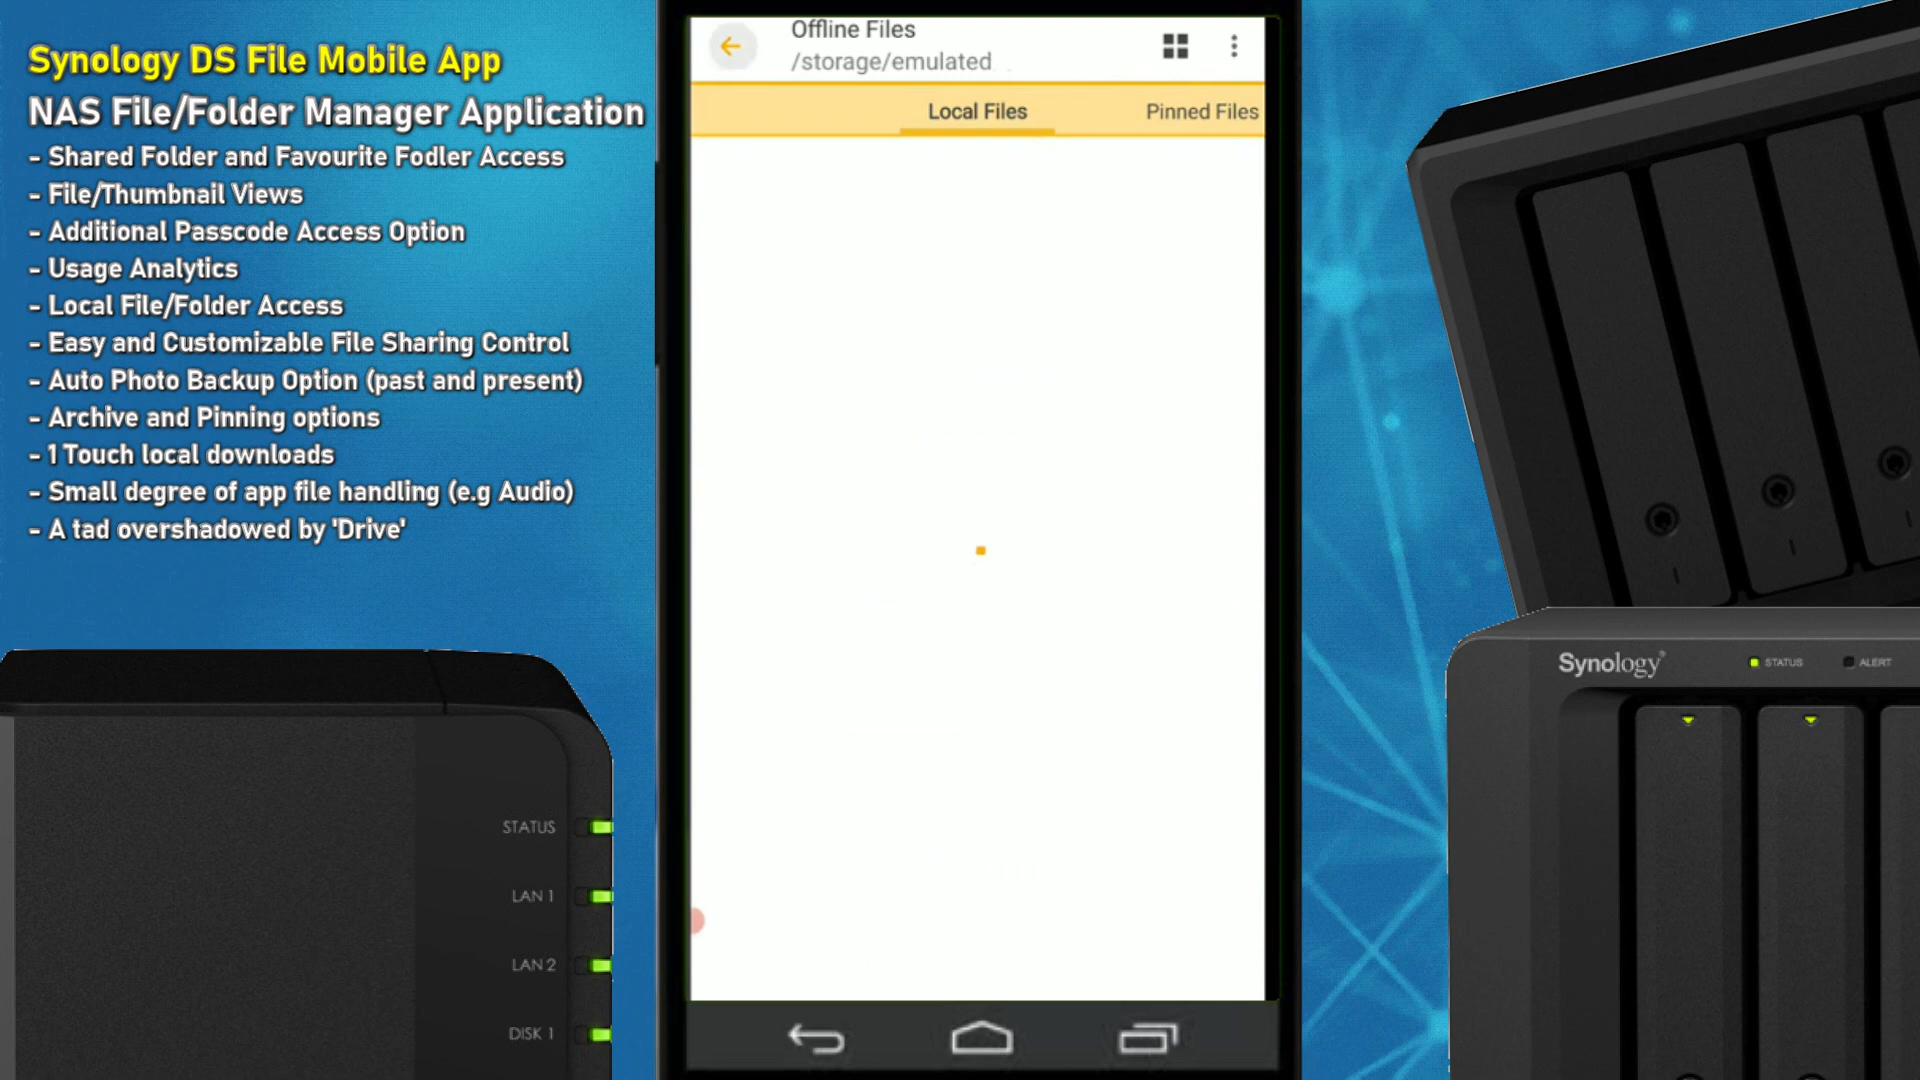 Synology DS File Mobile App
NAS File/Folder Manager Application
- Shared Folder and Favourite Fodler Access
- File/Thumbnail Views
- Additional Passcode Access Option
- Usage Analytics
- Local File/Folder Access
- Easy and Customizable File Sharing Control
- Auto Photo Backup Option (past and present)
- Archive and Pinning options
- 1 Touch local downloads
- Small degree of app file handling (e.g Audio)
- A tad overshadowed by 'Drive'
Offline Files
/storage/emulated
Local Files
Pinned Files
STATUS
LAN 1
LAN 2
DISK 1
Synology®
STATUS
ALERT